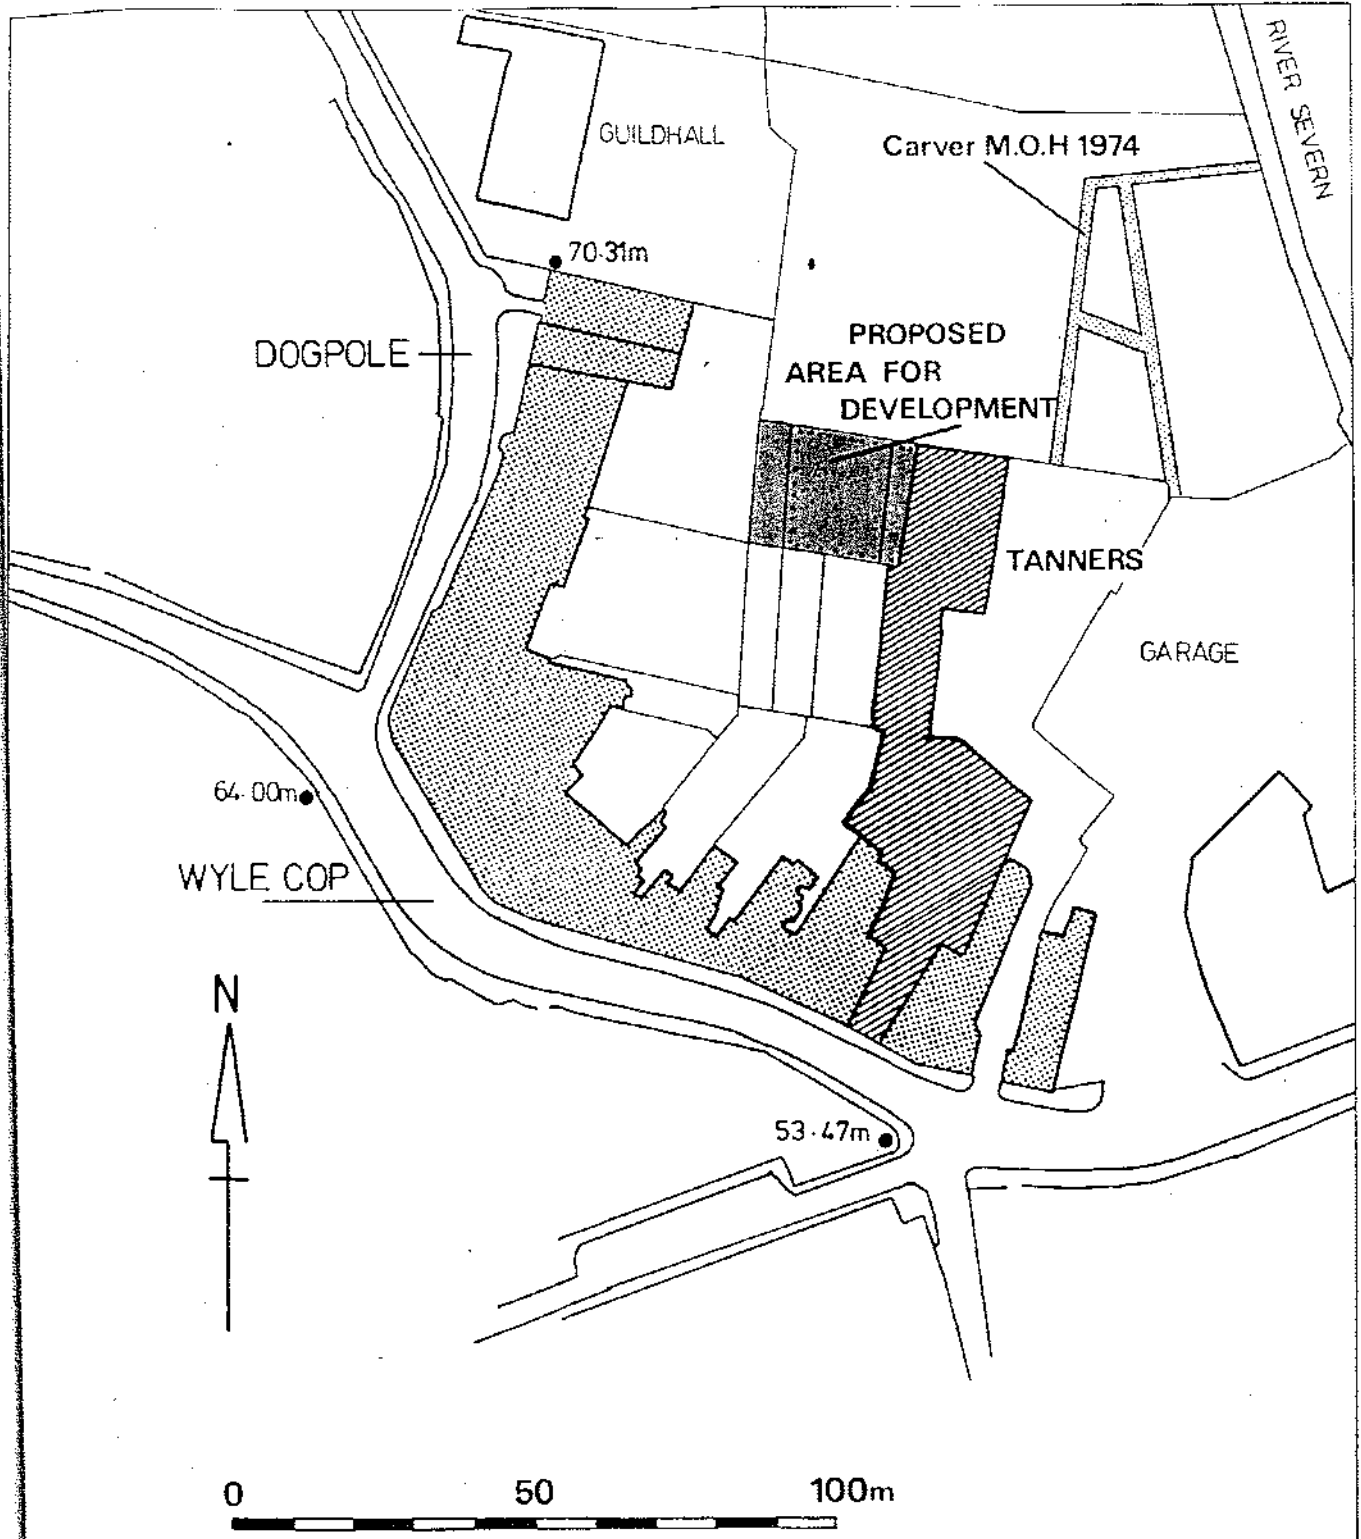 RIVER SEVERN
GUILDHALL
Carver M.O.H 1974
70·31m
PROPOSED
AREA FOR
DEVELOPMENT
DOGPOLE
TANNERS
GARAGE
64·00m
WYLE COP
N
53·47m
0 50 100m